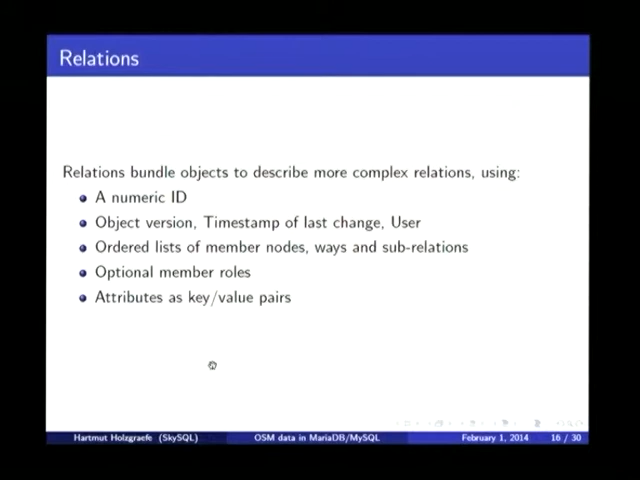 Relations
Relations bundle objects to describe more complex relations, using:
A numeric ID
Object version, Timestamp of last change, User
Ordered lists of member nodes, ways and sub-relations
Optional member roles
Attributes as key/value pairs
Hartmut Holzgraefe (SkySQL) OSM data in MariaDB/MySQL February 1, 2014 16 / 30